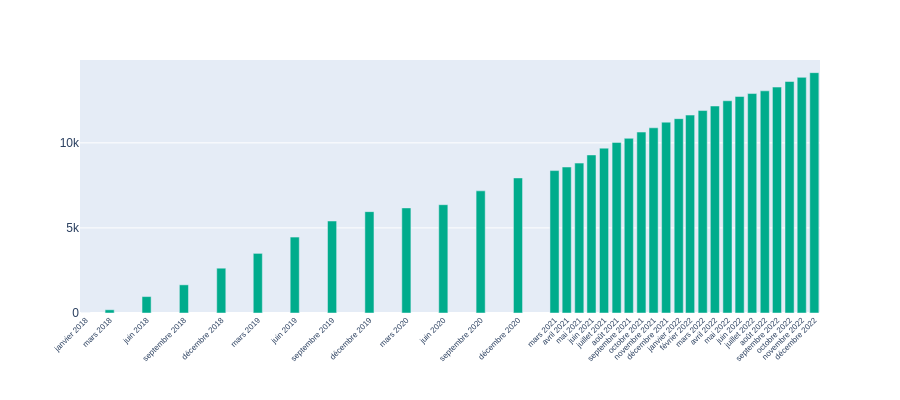 10k
5k
0
janvier 2018
mars 2018
juin 2018
septembre 2018
décembre 2018
mars 2019
juin 2019
septembre 2019
décembre 2019
mars 2020
juin 2020
septembre 2020
décembre 2020
mars 2021
avril 2021
mai 2021
juin 2021
juillet 2021
août 2021
septembre 2021
octobre 2021
novembre 2021
décembre 2021
janvier 2022
février 2022
mars 2022
avril 2022
mai 2022
juin 2022
juillet 2022
août 2022
septembre 2022
octobre 2022
novembre 2022
décembre 2022